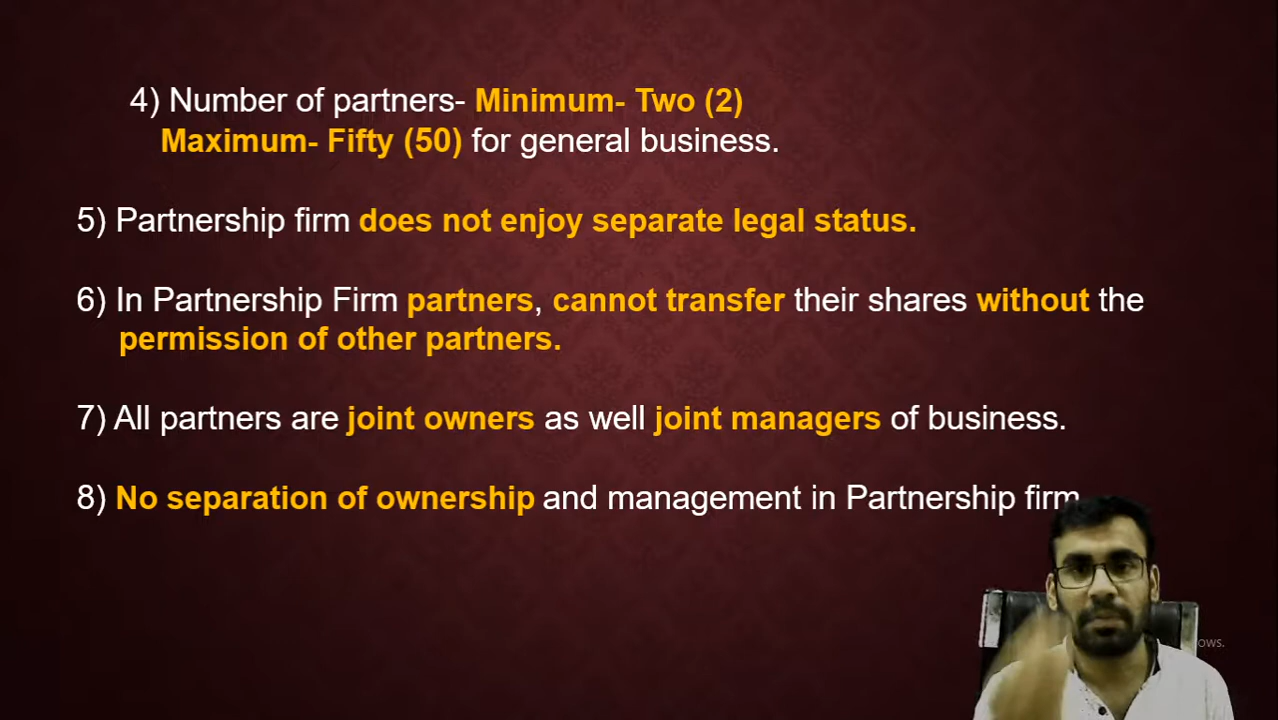 4) Number of partners- Minimum- Two (2)
Maximum- Fifty (50) for general business.
5) Partnership firm does not enjoy separate legal status.
6) In Partnership Firm partners, cannot transfer their shares without the
permission of other partners.
7) All partners are joint owners as well joint managers of business.
8) No separation of ownership and management in Partnership firm
ows.